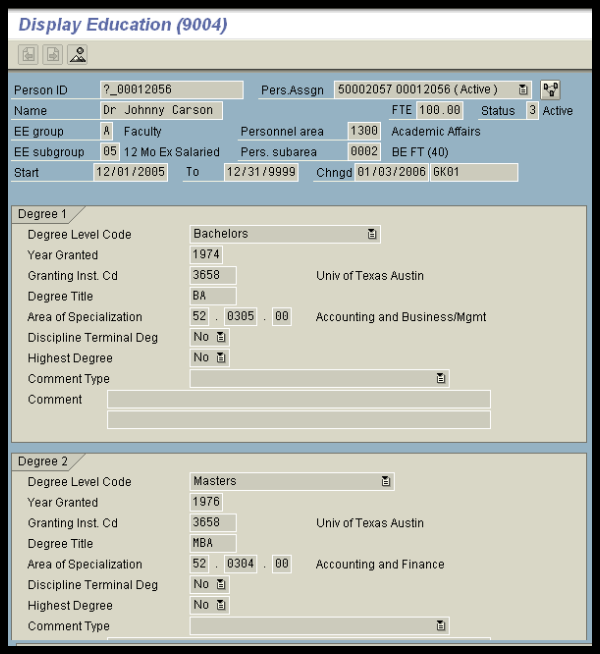 Display Education (9004)
Person ID ?_00012056 Pers.Assgn 50002057 00012056 ( Active )
Name Dr Johnny Carson FTE 100.00 Status 3 Active
EE group A Faculty Personnel area 1300 Academic Affairs
EE subgroup 05 12 Mo Ex Salaried Pers. subarea 0002 BE FT (40)
Start 12/01/2005 To 12/31/9999 Chngd 01/03/2006 GK01
Degree 1
Degree Level Code Bachelors
Year Granted 1974
Granting Inst. Cd 3658 Univ of Texas Austin
Degree Title BA
Area of Specialization 52 . 0305 . 00 Accounting and Business/Mgmt
Discipline Terminal Deg No
Highest Degree No
Comment Type
Comment
Degree 2
Degree Level Code Masters
Year Granted 1976
Granting Inst. Cd 3658 Univ of Texas Austin
Degree Title MBA
Area of Specialization 52 . 0304 . 00 Accounting and Finance
Discipline Terminal Deg No
Highest Degree No
Comment Type